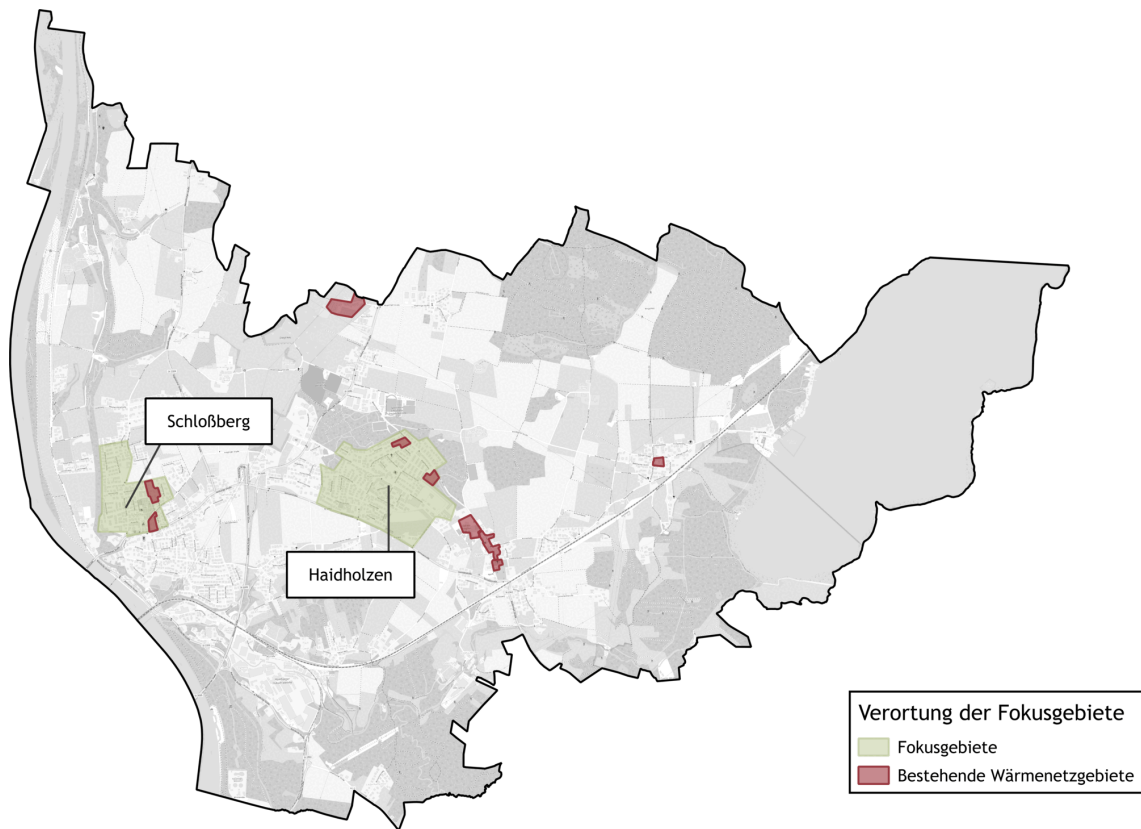 Schloßberg
Haidholzen
Verortung der Fokusgebiete
Fokusgebiete
Bestehende Wärmenetzgebiete